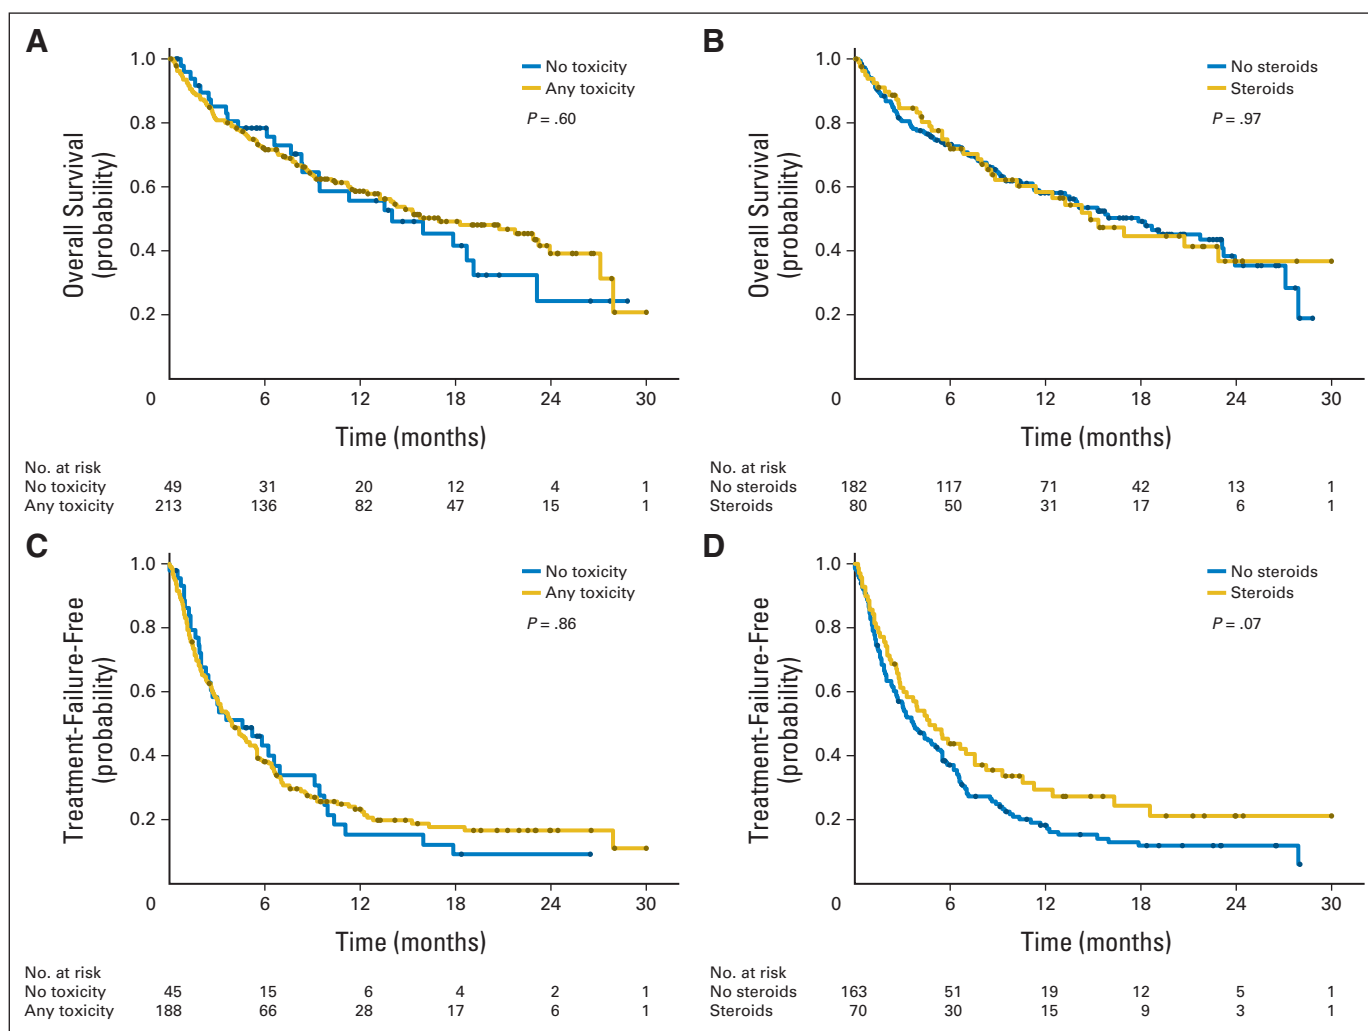 A
Overall Survival
(probability)
1.0
0.8
0.6
0.4
0.2
0 6 12 18 24 30
Time (months)
No toxicity
Any toxicity
P = .60
No. at risk
No toxicity 49 31 20 12 4 1
Any toxicity 213 136 82 47 15 1
B
Overall Survival
(probability)
1.0
0.8
0.6
0.4
0.2
0 6 12 18 24 30
Time (months)
No steroids
Steroids
P = .97
No. at risk
No steroids 182 117 71 42 13 1
Steroids 80 50 31 17 6 1
C
Treatment-Failure-Free
(probability)
1.0
0.8
0.6
0.4
0.2
0 6 12 18 24 30
Time (months)
No toxicity
Any toxicity
P = .86
No. at risk
No toxicity 45 15 6 4 2 1
Any toxicity 188 66 28 17 6 1
D
Treatment-Failure-Free
(probability)
1.0
0.8
0.6
0.4
0.2
0 6 12 18 24 30
Time (months)
No steroids
Steroids
P = .07
No. at risk
No steroids 163 51 19 12 5 1
Steroids 70 30 15 9 3 1